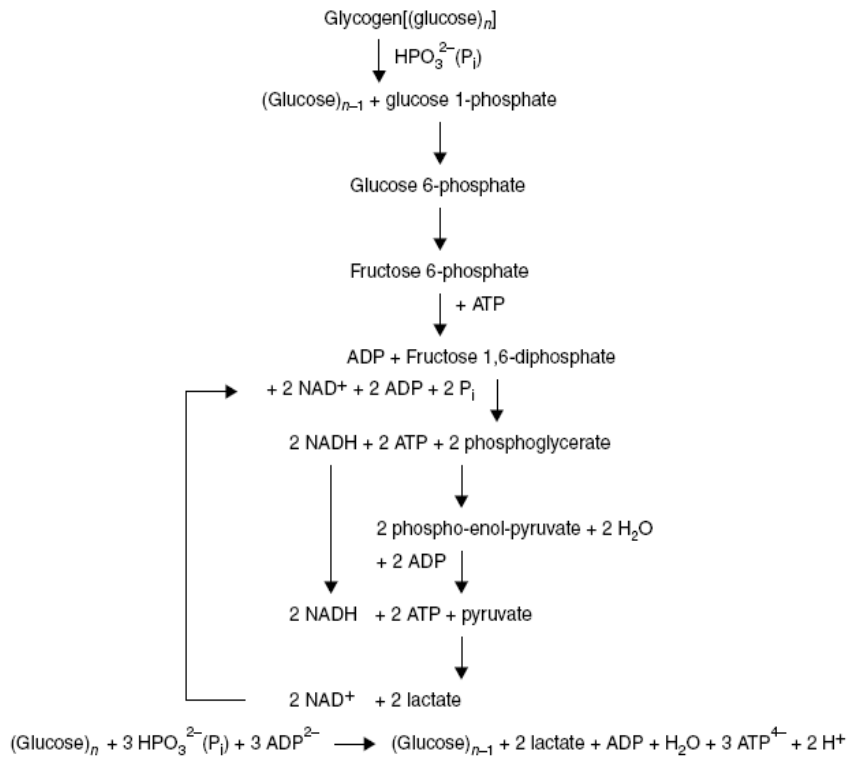 Glycogen[(glucose)n]
HPO₃²⁻(Pi)
(Glucose)n–1 + glucose 1-phosphate
Glucose 6-phosphate
Fructose 6-phosphate
+ ATP
ADP + Fructose 1,6-diphosphate
+ 2 NAD⁺ + 2 ADP + 2 Pi
2 NADH + 2 ATP + 2 phosphoglycerate
2 phospho-enol-pyruvate + 2 H₂O
+ 2 ADP
2 NADH + 2 ATP + pyruvate
2 NAD⁺ + 2 lactate
(Glucose)n + 3 HPO₃²⁻(Pi) + 3 ADP²⁻ → (Glucose)n–1 + 2 lactate + ADP + H₂O + 3 ATP⁴⁻ + 2 H⁺